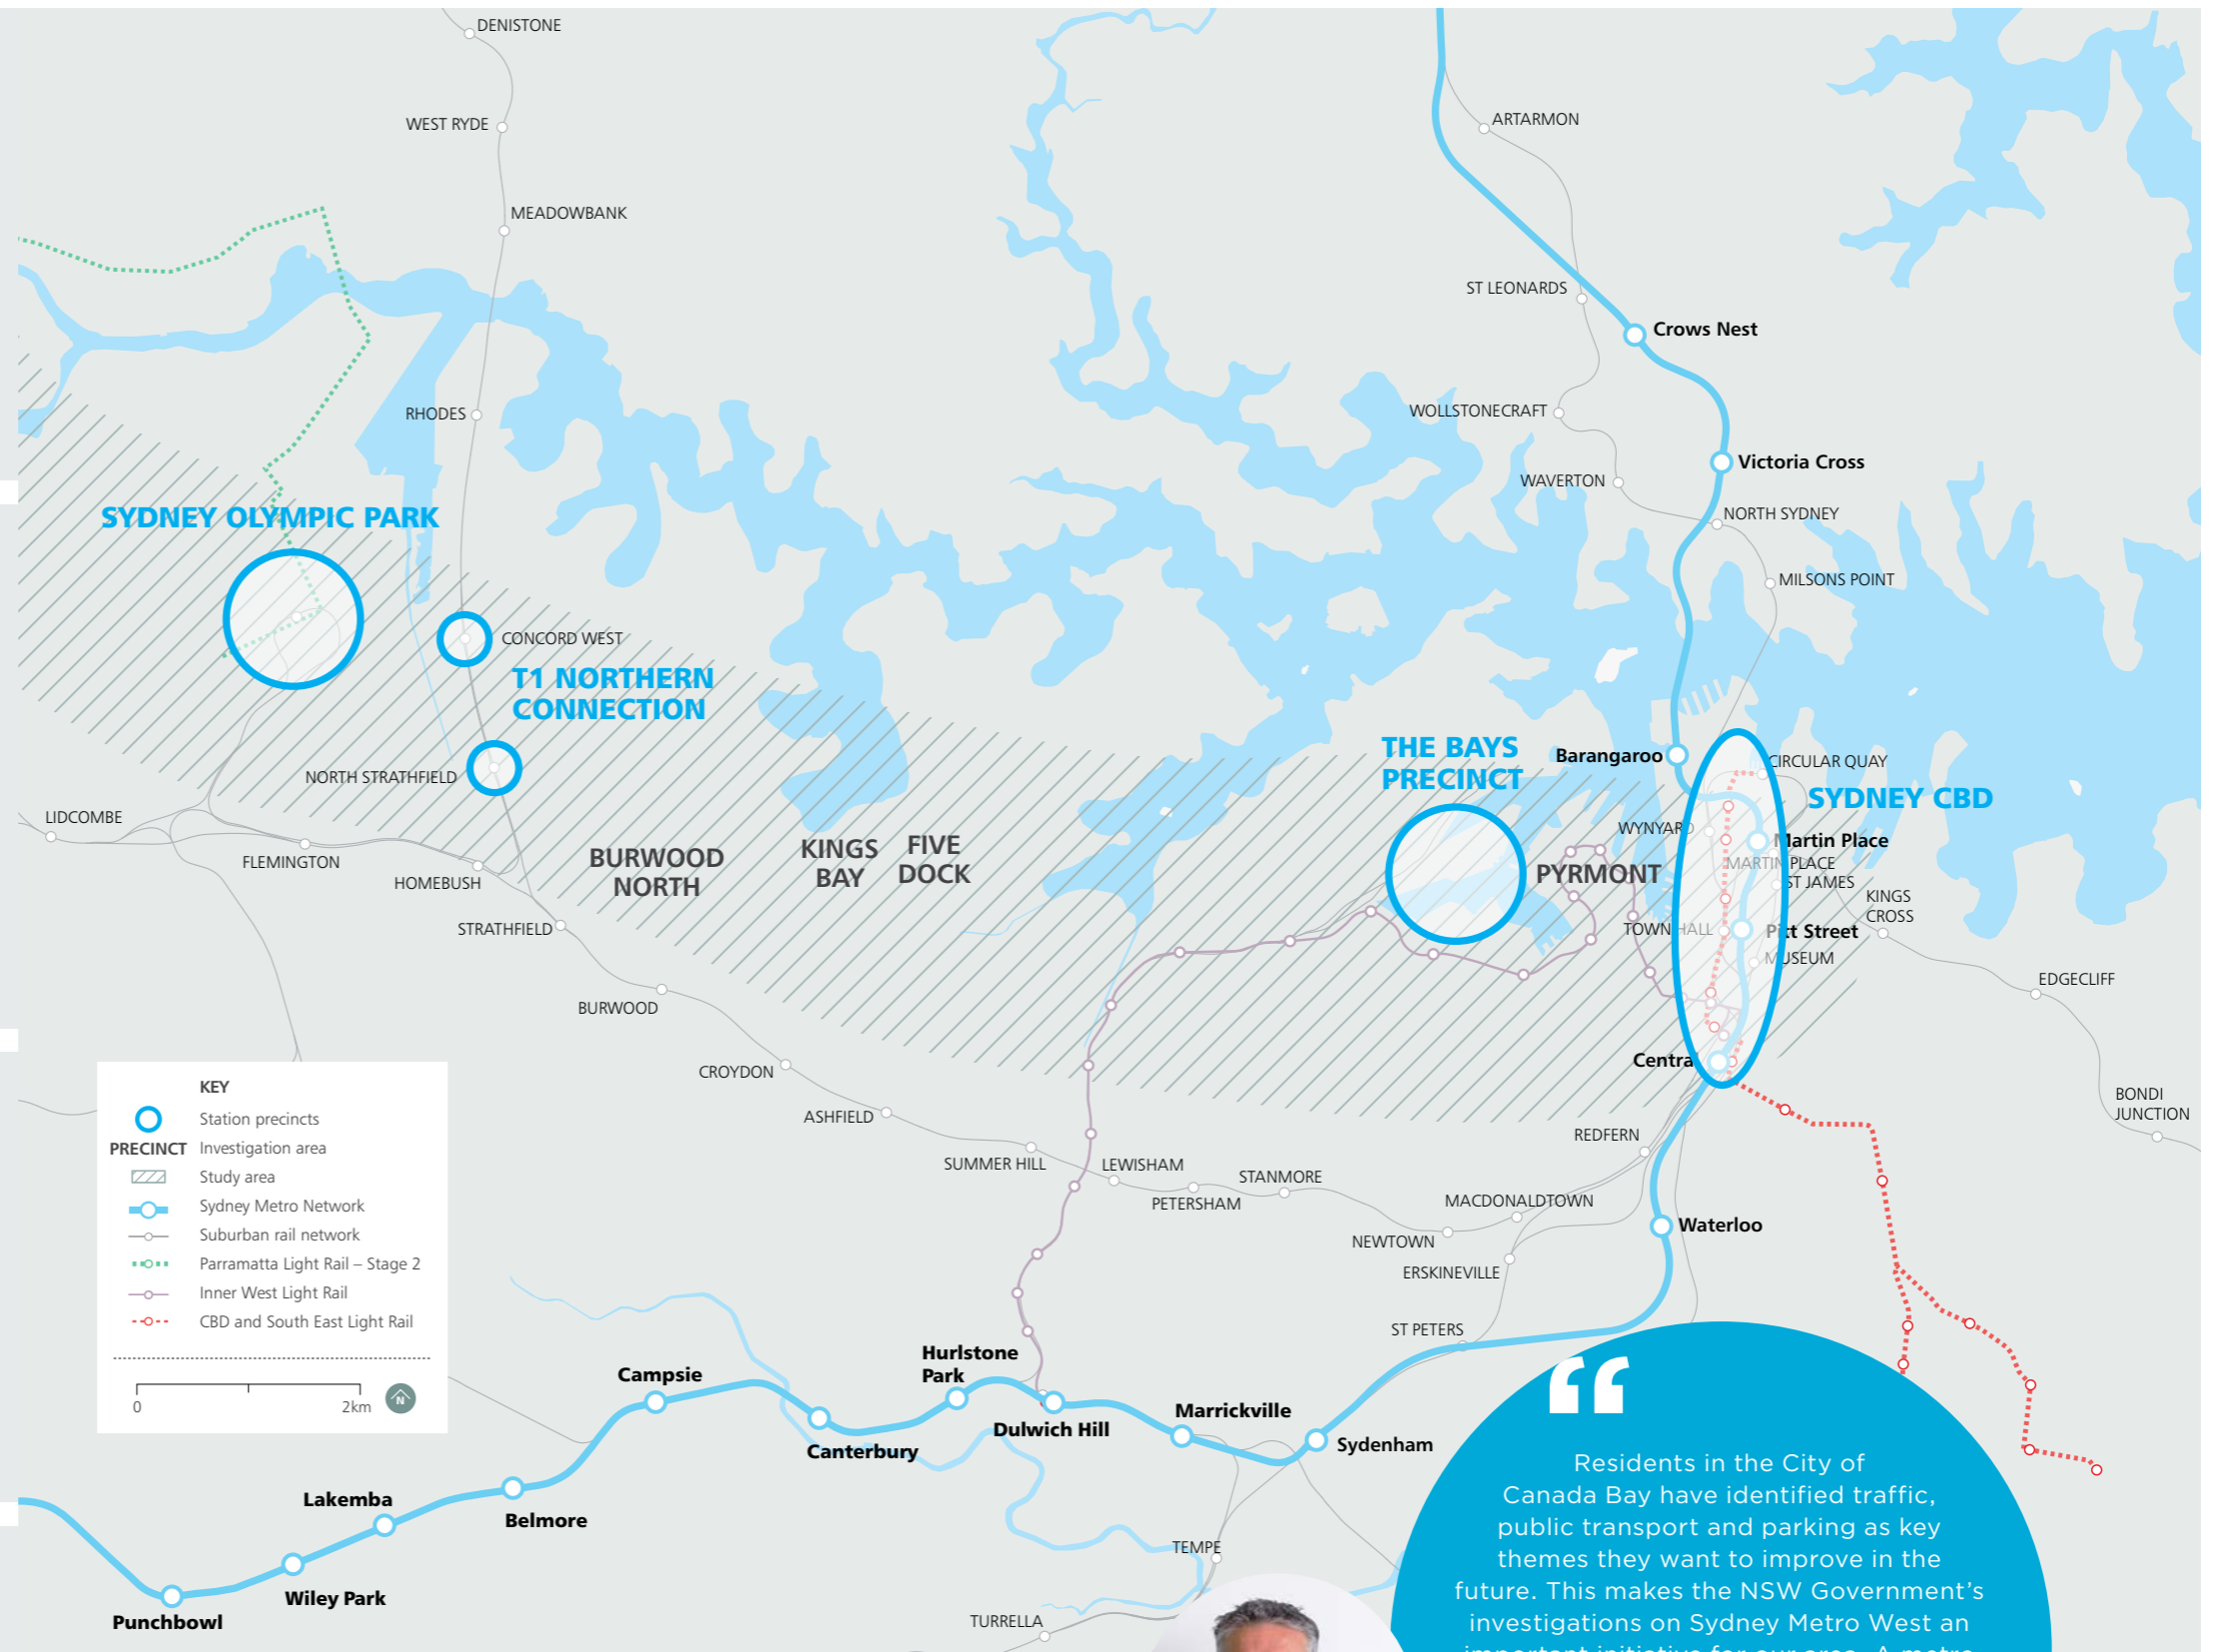 DENISTONE
WEST RYDE
MEADOWBANK
RHODES
ARTARMON
ST LEONARDS
Crows Nest
WOLLSTONECRAFT
WAVERTON
Victoria Cross
NORTH SYDNEY
MILSONS POINT
SYDNEY OLYMPIC PARK
CONCORD WEST
T1 NORTHERN
CONNECTION
NORTH STRATHFIELD
LIDCOMBE
FLEMINGTON
HOMEBUSH
STRATHFIELD
BURWOOD
NORTH
KINGS
BAY
FIVE
DOCK
THE BAYS
PRECINCT
Barangaroo
CIRCULAR QUAY
SYDNEY CBD
WYNYARD
Martin Place
MARTIN PLACE
ST JAMES
PYRMONT
KINGS
CROSS
TOWN HALL
Pitt Street
MUSEUM
EDGECLIFF
Central
BONDI
JUNCTION
BURWOOD
CROYDON
ASHFIELD
SUMMER HILL
LEWISHAM
PETERSHAM
STANMORE
REDFERN
MACDONALDTOWN
NEWTOWN
ERSKINEVILLE
Waterloo
ST PETERS
KEY
Station precincts
PRECINCT Investigation area
Study area
Sydney Metro Network
Suburban rail network
Parramatta Light Rail – Stage 2
Inner West Light Rail
CBD and South East Light Rail
0 2km
N
Campsie
Hurlstone
Park
Canterbury
Dulwich Hill
Marrickville
Sydenham
Lakemba
Belmore
Wiley Park
Punchbowl
TEMPE
TURRELLA
“
Residents in the City of
Canada Bay have identified traffic,
public transport and parking as key
themes they want to improve in the
future. This makes the NSW Government’s
investigations on Sydney Metro West an
important initiative for our area. A metro